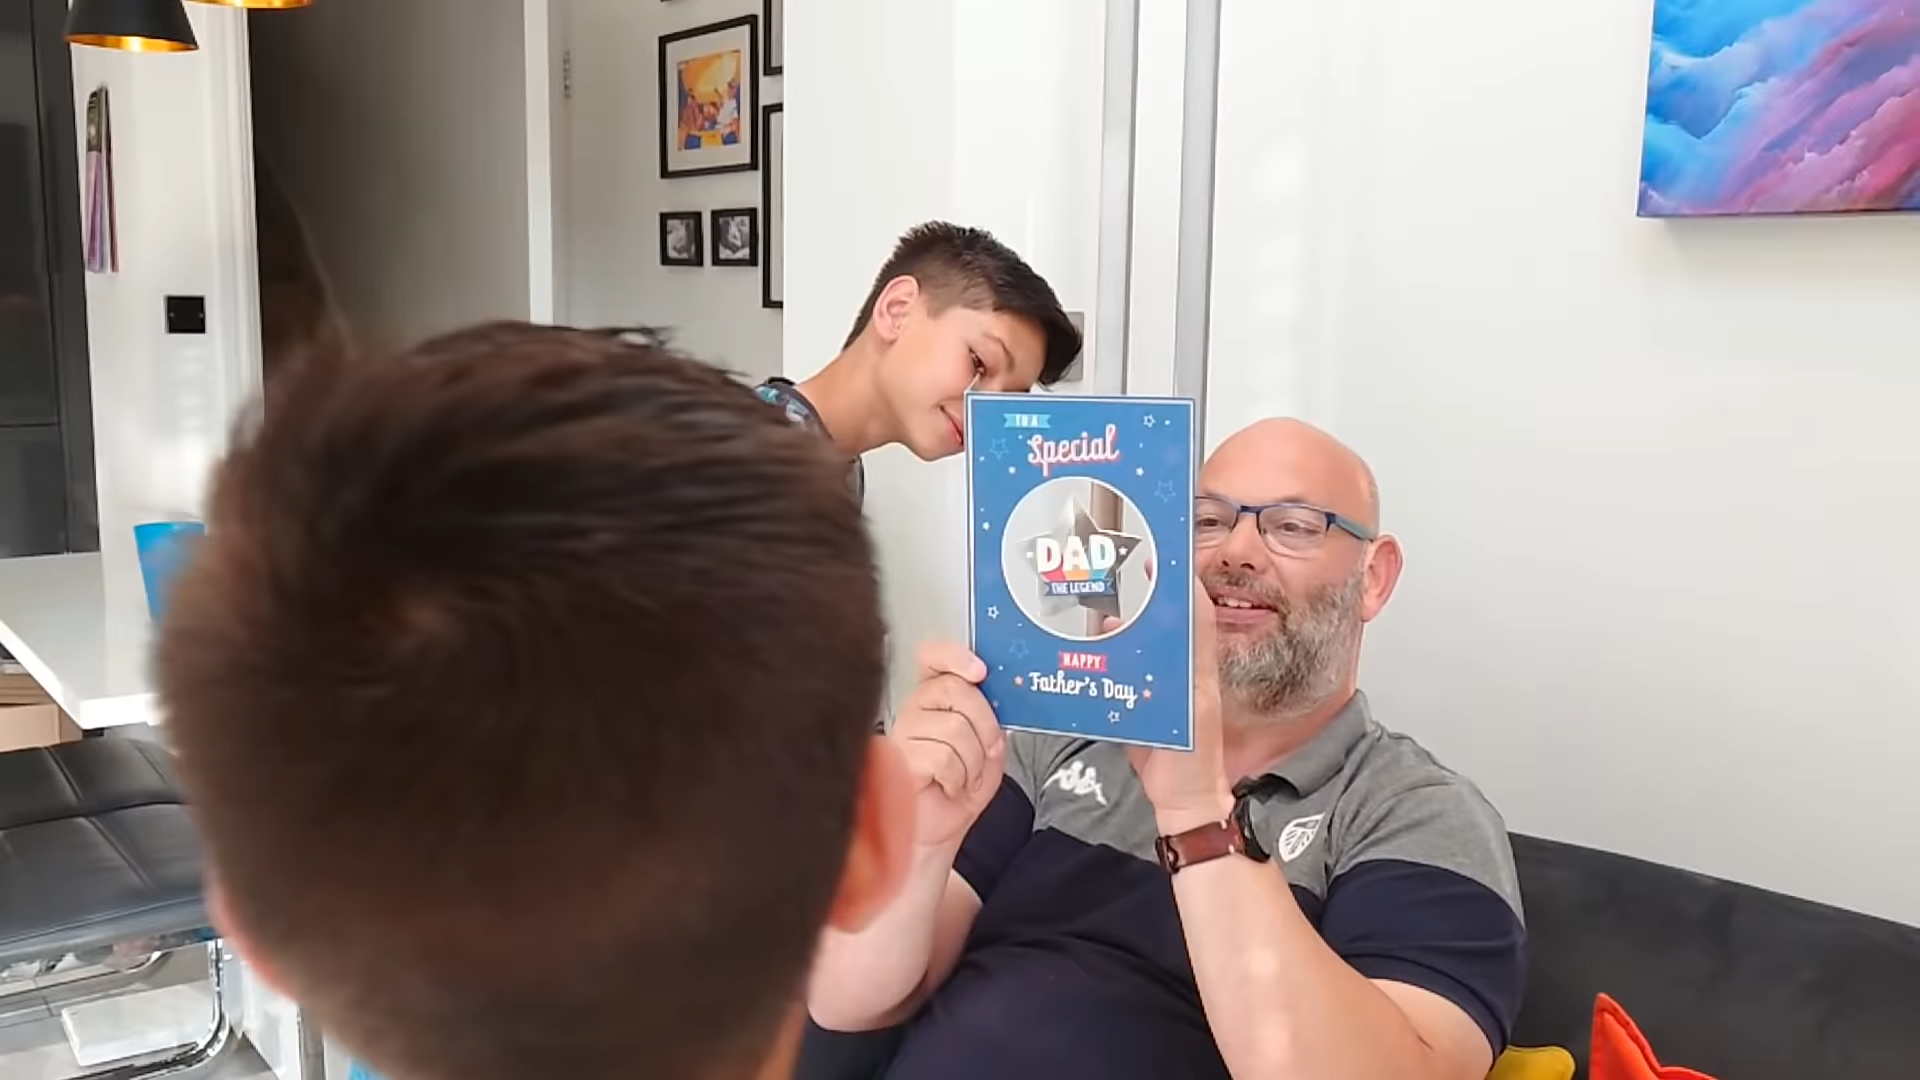 TO A
Special
DAD
THE LEGEND
HAPPY
Father's Day